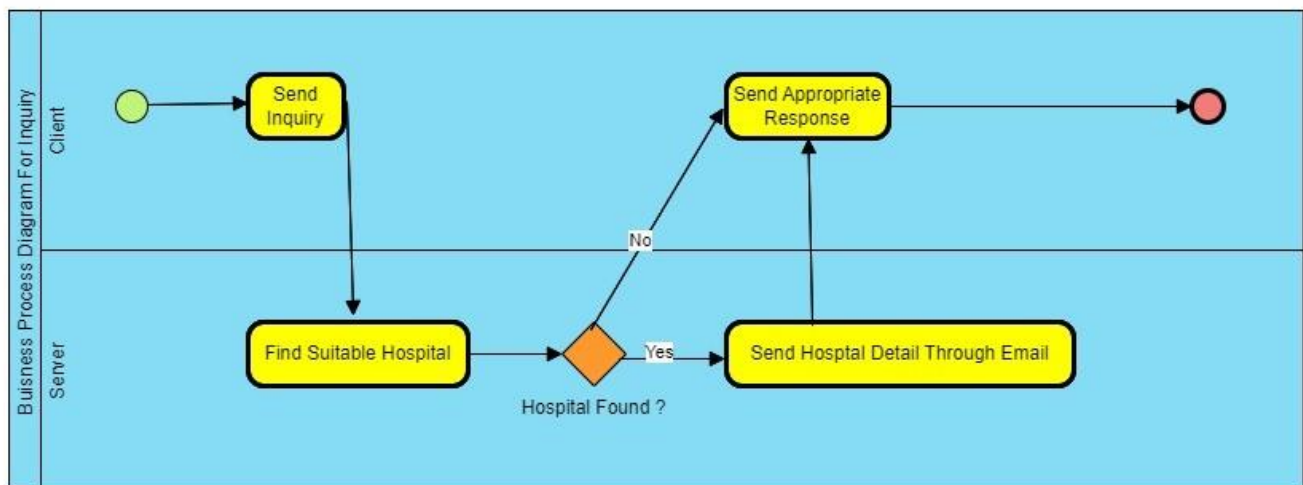 Buisness Process Diagram For Inquiry
Client
Send
Inquiry
Send Appropriate
Response
No
Server
Find Suitable Hospital
Yes
Send Hosptal Detail Through Email
Hospital Found ?